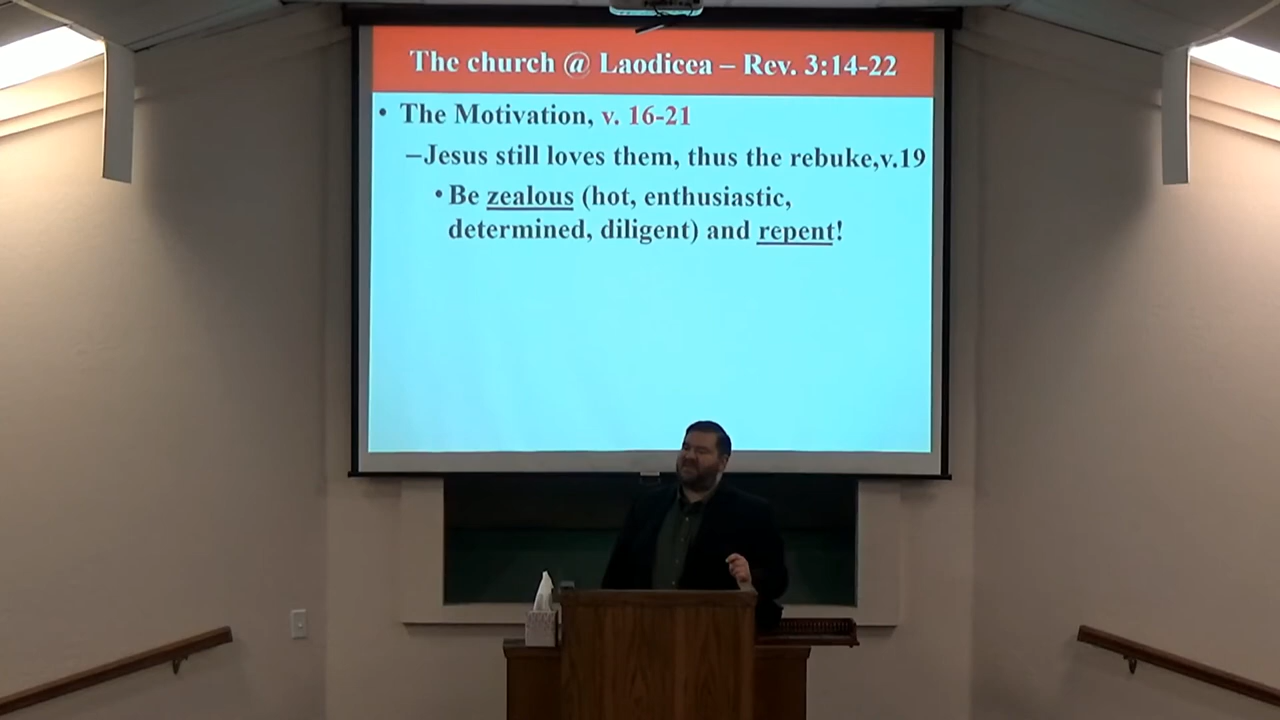 The church @ Laodicea – Rev. 3:14-22
• The Motivation, v. 16-21
–Jesus still loves them, thus the rebuke,v.19
• Be zealous (hot, enthusiastic,
determined, diligent) and repent!